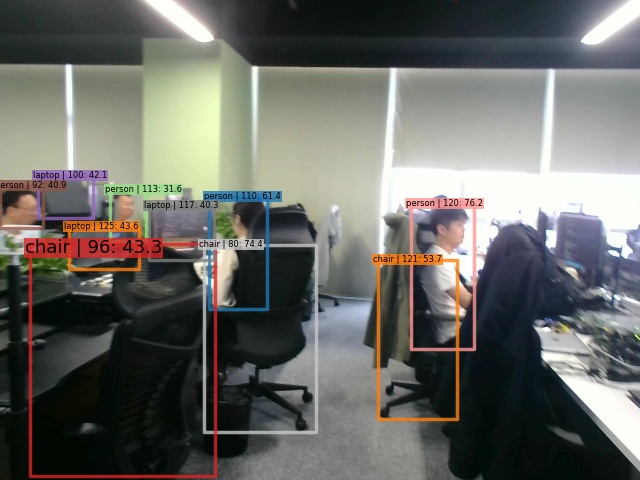 laptop | 100: 42.1
person | 92: 40.9
person | 113: 31.6
person | 110: 61.4
laptop | 117: 40.3
person | 120: 76.2
laptop | 125: 43.6
chair | 96: 43.3
chair | 80: 74.4
chair | 121: 53.7